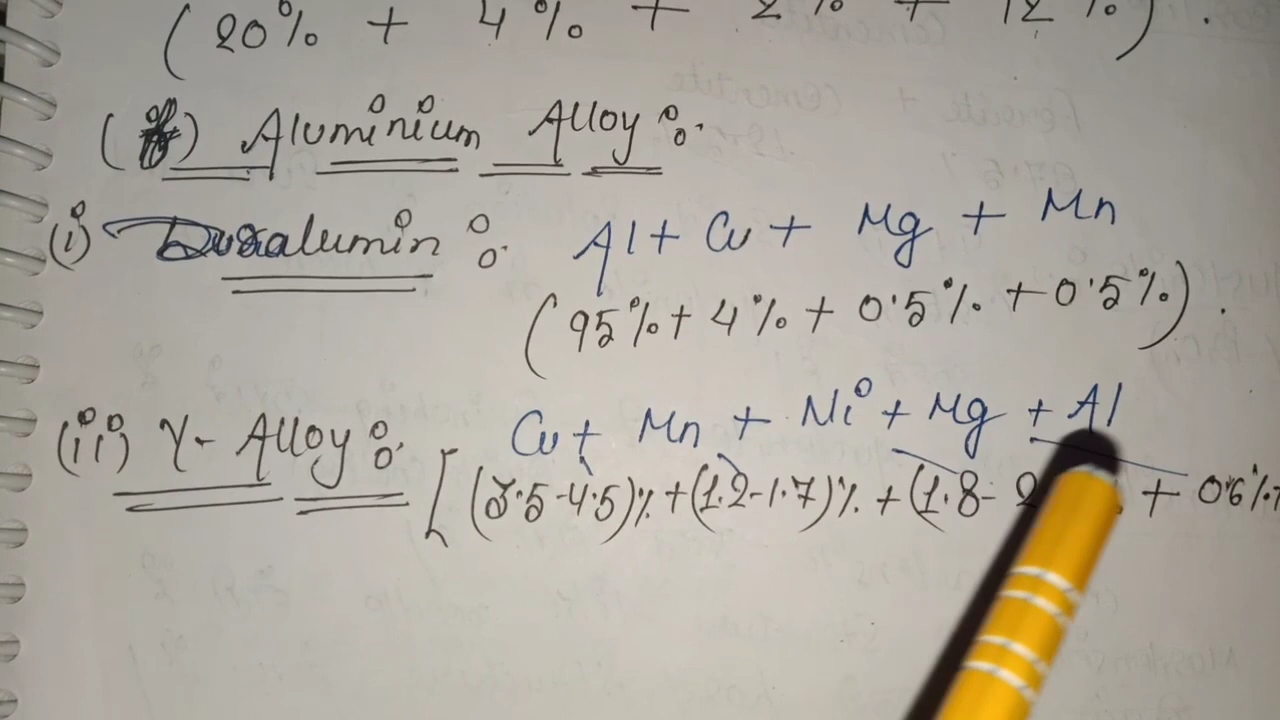 (20% + 4% + 2% + 12%).
() Aluminium Alloy :
(i) Duralumin : Al + Cu + Mg + Mn
(95% + 4% + 0.5% + 0.5%).
(ii) Y- Alloy : Cu + Mn + Ni + Mg + Al
[(3.5-4.5)% + (1.2-1.7)% + (1.8- 2 + 0.6%+